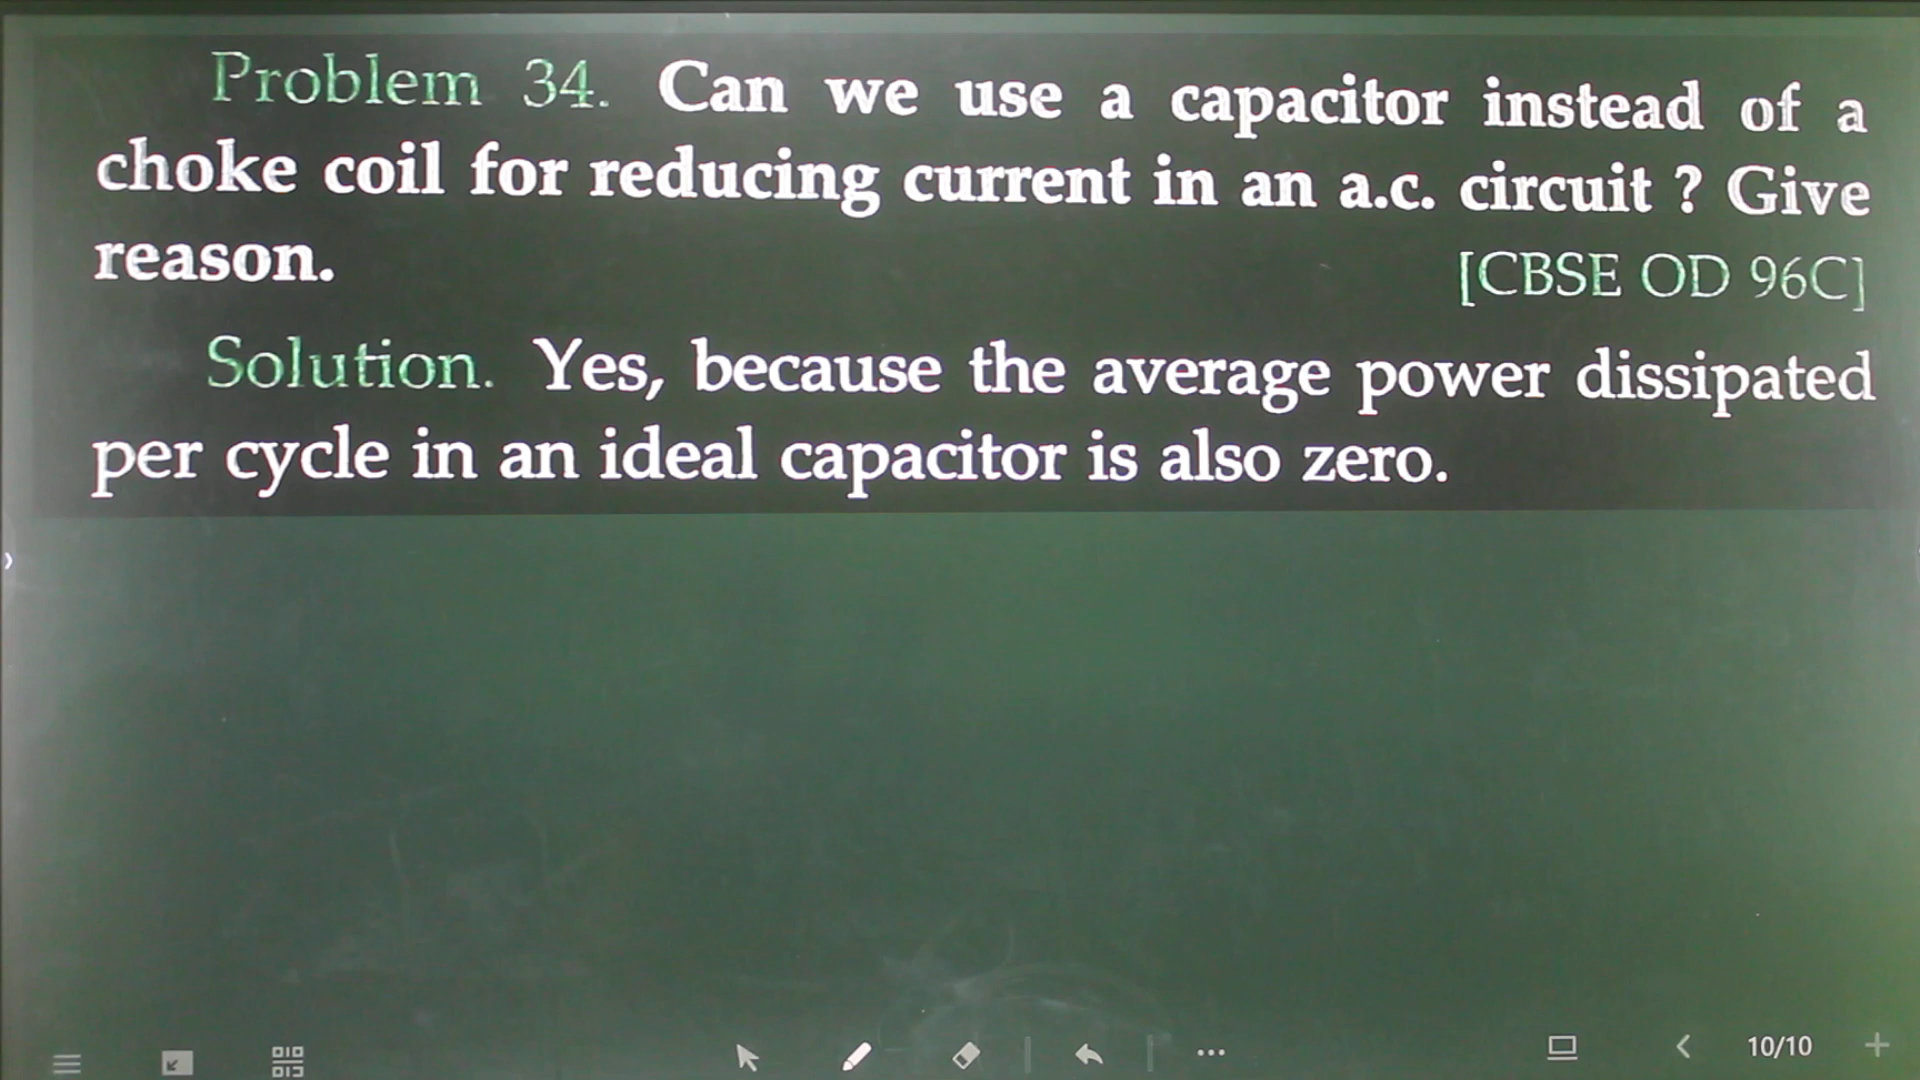 Problem 34. Can we use a capacitor instead of a
choke coil for reducing current in an a.c. circuit ? Give
reason.
[CBSE OD 96C]
Solution. Yes, because the average power dissipated
per cycle in an ideal capacitor is also zero.
10/10